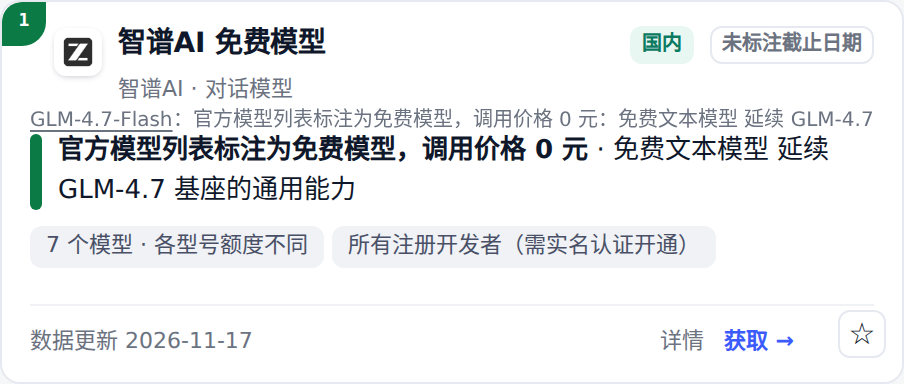 1
智谱AI 免费模型
国内
未标注截止日期
智谱AI · 对话模型
GLM-4.7-Flash：官方模型列表标注为免费模型，调用价格 0 元：免费文本模型 延续 GLM-4.7
官方模型列表标注为免费模型，调用价格 0 元 · 免费文本模型 延续
GLM-4.7 基座的通用能力
7 个模型 · 各型号额度不同
所有注册开发者（需实名认证开通）
数据更新 2026-11-17
详情
获取 →